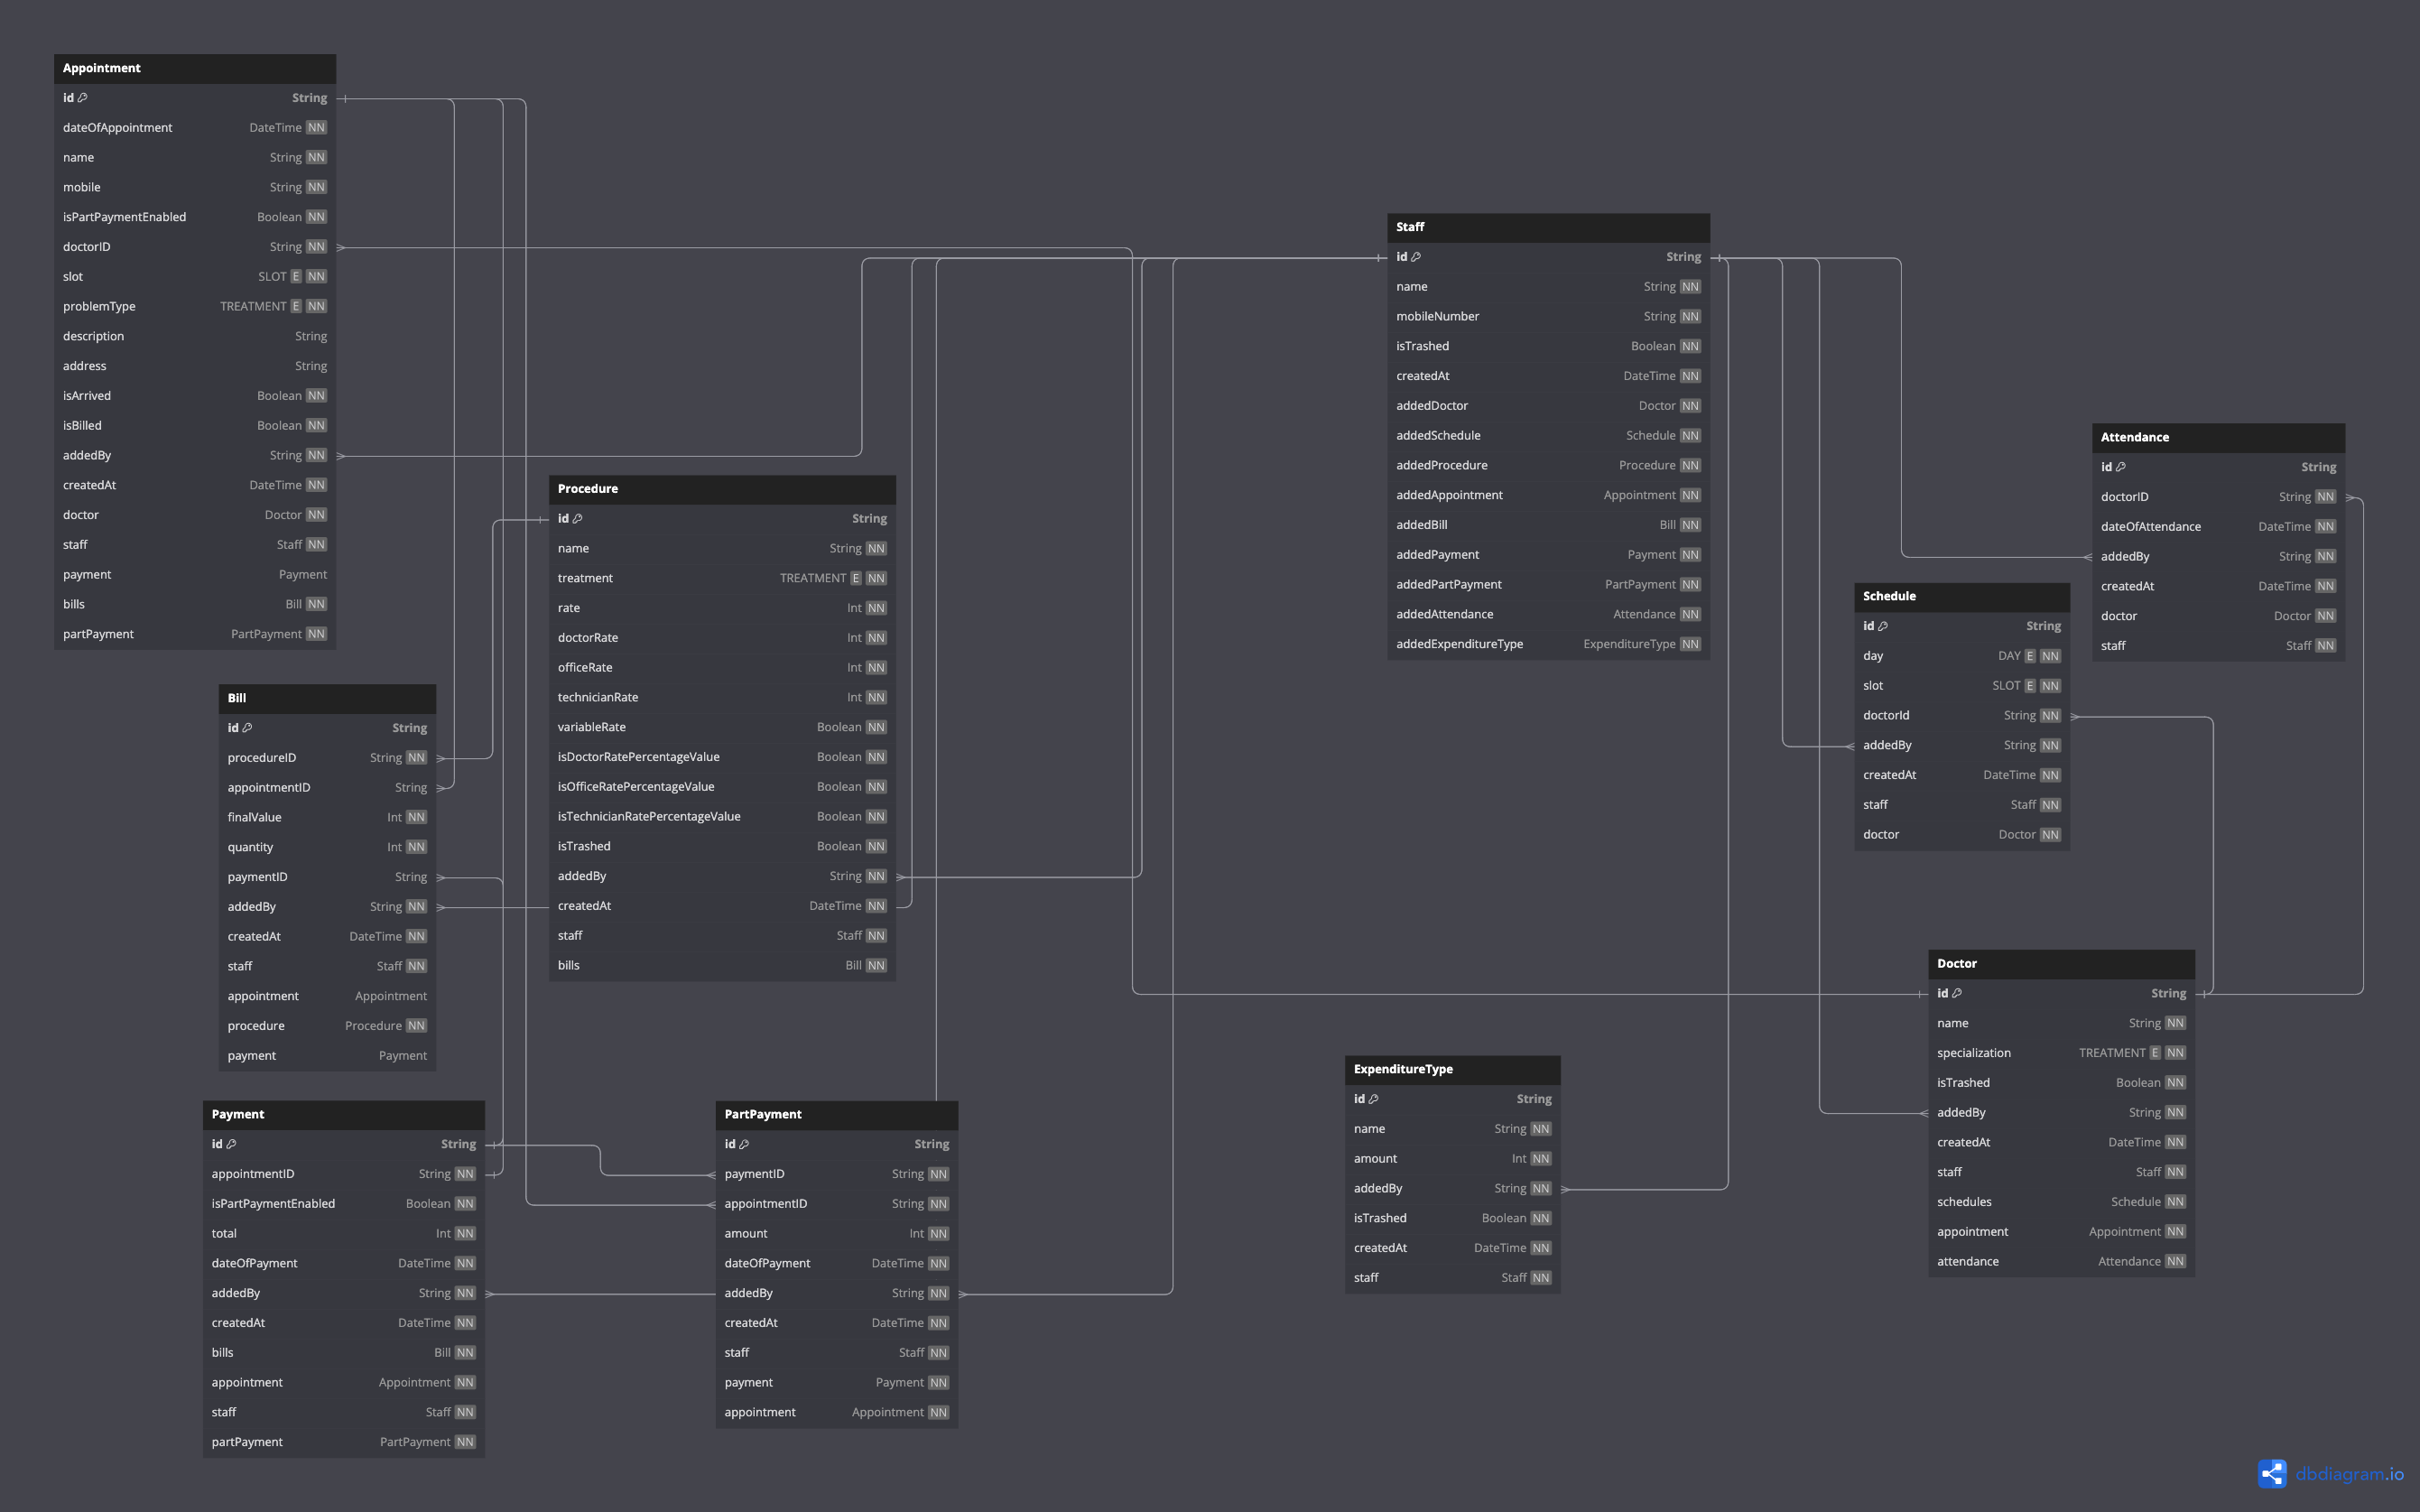 Appointment
id String
dateOfAppointment DateTime NN
name String NN
mobile String NN
isPartPaymentEnabled Boolean NN
doctorID String NN
slot SLOT E NN
problemType TREATMENT E NN
description String
address String
isArrived Boolean NN
isBilled Boolean NN
addedBy String NN
createdAt DateTime NN
doctor Doctor NN
staff Staff NN
payment Payment
bills Bill NN
partPayment PartPayment NN
Staff
id String
name String NN
mobileNumber String NN
isTrashed Boolean NN
createdAt DateTime NN
addedDoctor Doctor NN
addedSchedule Schedule NN
addedProcedure Procedure NN
addedAppointment Appointment NN
addedBill Bill NN
addedPayment Payment NN
addedPartPayment PartPayment NN
addedAttendance Attendance NN
addedExpenditureType ExpenditureType NN
Attendance
id String
doctorID String NN
dateOfAttendance DateTime NN
addedBy String NN
createdAt DateTime NN
doctor Doctor NN
staff Staff NN
Procedure
id String
name String NN
treatment TREATMENT E NN
rate Int NN
doctorRate Int NN
officeRate Int NN
technicianRate Int NN
variableRate Boolean NN
isDoctorRatePercentageValue Boolean NN
isOfficeRatePercentageValue Boolean NN
isTechnicianRatePercentageValue Boolean NN
isTrashed Boolean NN
addedBy String NN
createdAt DateTime NN
staff Staff NN
bills Bill NN
Schedule
id String
day DAY E NN
slot SLOT E NN
doctorId String NN
addedBy String NN
createdAt DateTime NN
staff Staff NN
doctor Doctor NN
Bill
id String
procedureID String NN
appointmentID String
finalValue Int NN
quantity Int NN
paymentID String
addedBy String NN
createdAt DateTime NN
staff Staff NN
appointment Appointment
procedure Procedure NN
payment Payment
Doctor
id String
name String NN
specialization TREATMENT E NN
isTrashed Boolean NN
addedBy String NN
createdAt DateTime NN
staff Staff NN
schedules Schedule NN
appointment Appointment NN
attendance Attendance NN
ExpenditureType
id String
name String NN
amount Int NN
addedBy String NN
isTrashed Boolean NN
createdAt DateTime NN
staff Staff NN
Payment
id String
appointmentID String NN
isPartPaymentEnabled Boolean NN
total Int NN
dateOfPayment DateTime NN
addedBy String NN
createdAt DateTime NN
bills Bill NN
appointment Appointment NN
staff Staff NN
partPayment PartPayment NN
PartPayment
id String
paymentID String NN
appointmentID String NN
amount Int NN
dateOfPayment DateTime NN
addedBy String NN
createdAt DateTime NN
staff Staff NN
payment Payment NN
appointment Appointment NN
dbdiagram.io